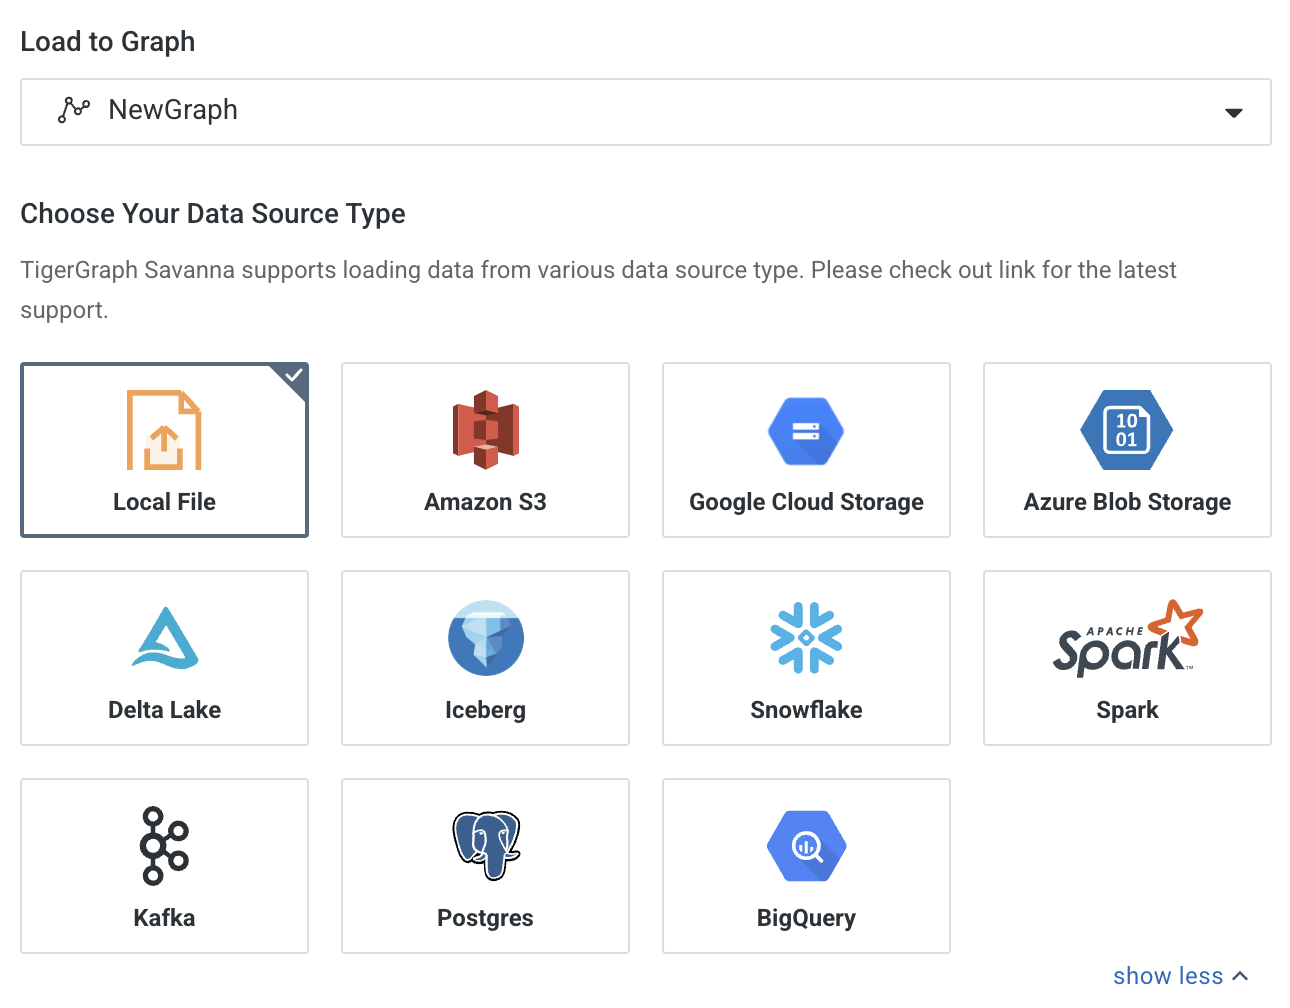 Load to Graph
NewGraph
Choose Your Data Source Type
TigerGraph Savanna supports loading data from various data source type. Please check out link for the latest
support.
Local File
Amazon S3
Google Cloud Storage
10
01
Azure Blob Storage
Delta Lake
Iceberg
Snowflake
APACHE
Spark™
Spark
Kafka
Postgres
BigQuery
show less